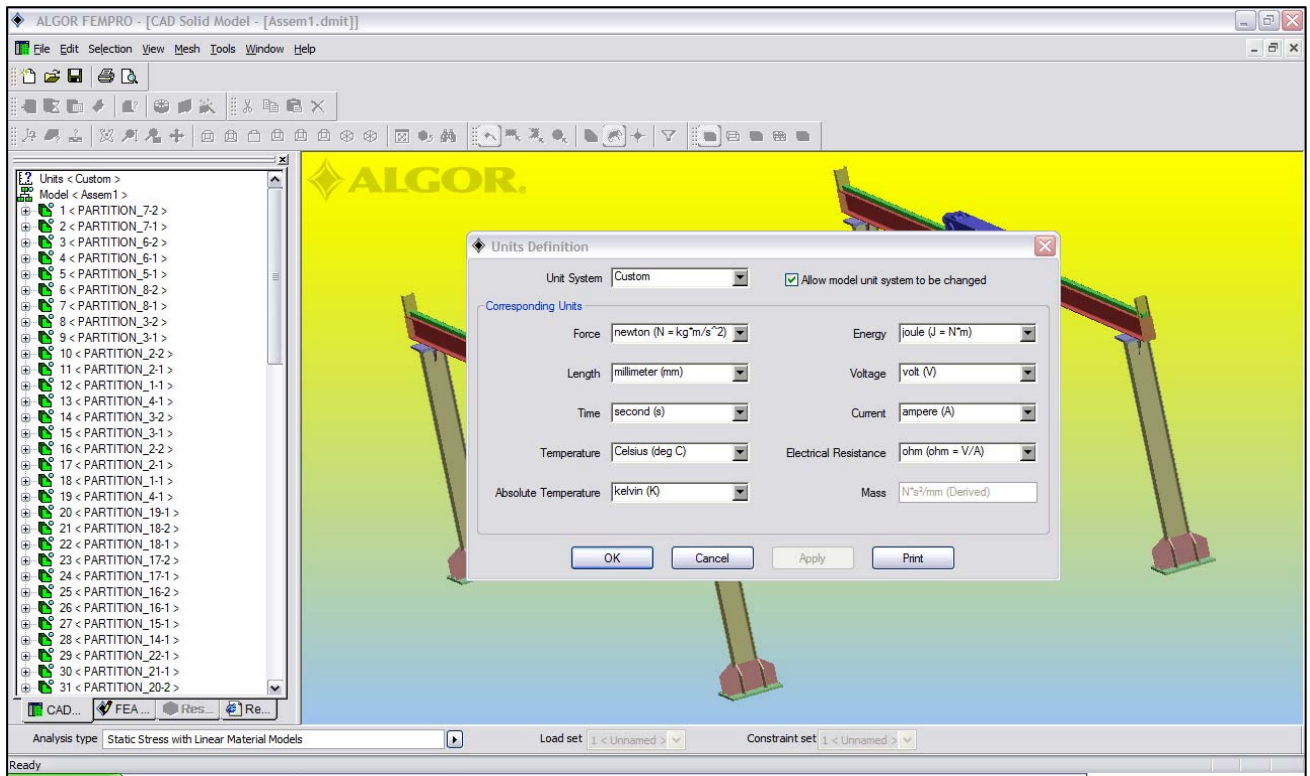 ALGOR FEMPRO - [CAD Solid Model - [Assem1.dmit]]
File Edit Selection View Mesh Tools Window Help
Units < Custom >
Model < Assem1 >
1 < PARTITION_7-2 >
2 < PARTITION_7-1 >
3 < PARTITION_6-2 >
4 < PARTITION_6-1 >
5 < PARTITION_5-1 >
6 < PARTITION_8-2 >
7 < PARTITION_8-1 >
8 < PARTITION_3-2 >
9 < PARTITION_3-1 >
10 < PARTITION_2-2 >
11 < PARTITION_2-1 >
12 < PARTITION_1-1 >
13 < PARTITION_4-1 >
14 < PARTITION_3-2 >
15 < PARTITION_3-1 >
16 < PARTITION_2-2 >
17 < PARTITION_2-1 >
18 < PARTITION_1-1 >
19 < PARTITION_4-1 >
20 < PARTITION_19-1 >
21 < PARTITION_18-2 >
22 < PARTITION_18-1 >
23 < PARTITION_17-2 >
24 < PARTITION_17-1 >
25 < PARTITION_16-2 >
26 < PARTITION_16-1 >
27 < PARTITION_15-1 >
28 < PARTITION_14-1 >
29 < PARTITION_22-1 >
30 < PARTITION_21-1 >
31 < PARTITION_20-2 >
CAD... FEA ... Res... Re...
ALGOR.
Units Definition
Unit System Custom Allow model unit system to be changed
Corresponding Units
Force newton (N = kg*m/s^2) Energy joule (J = N*m)
Length millimeter (mm) Voltage volt (V)
Time second (s) Current ampere (A)
Temperature Celsius (deg C) Electrical Resistance ohm (ohm = V/A)
Absolute Temperature kelvin (K) Mass N*s²/mm (Derived)
OK Cancel Apply Print
Analysis type Static Stress with Linear Material Models Load set 1 < Unnamed > Constraint set 1 < Unnamed >
Ready